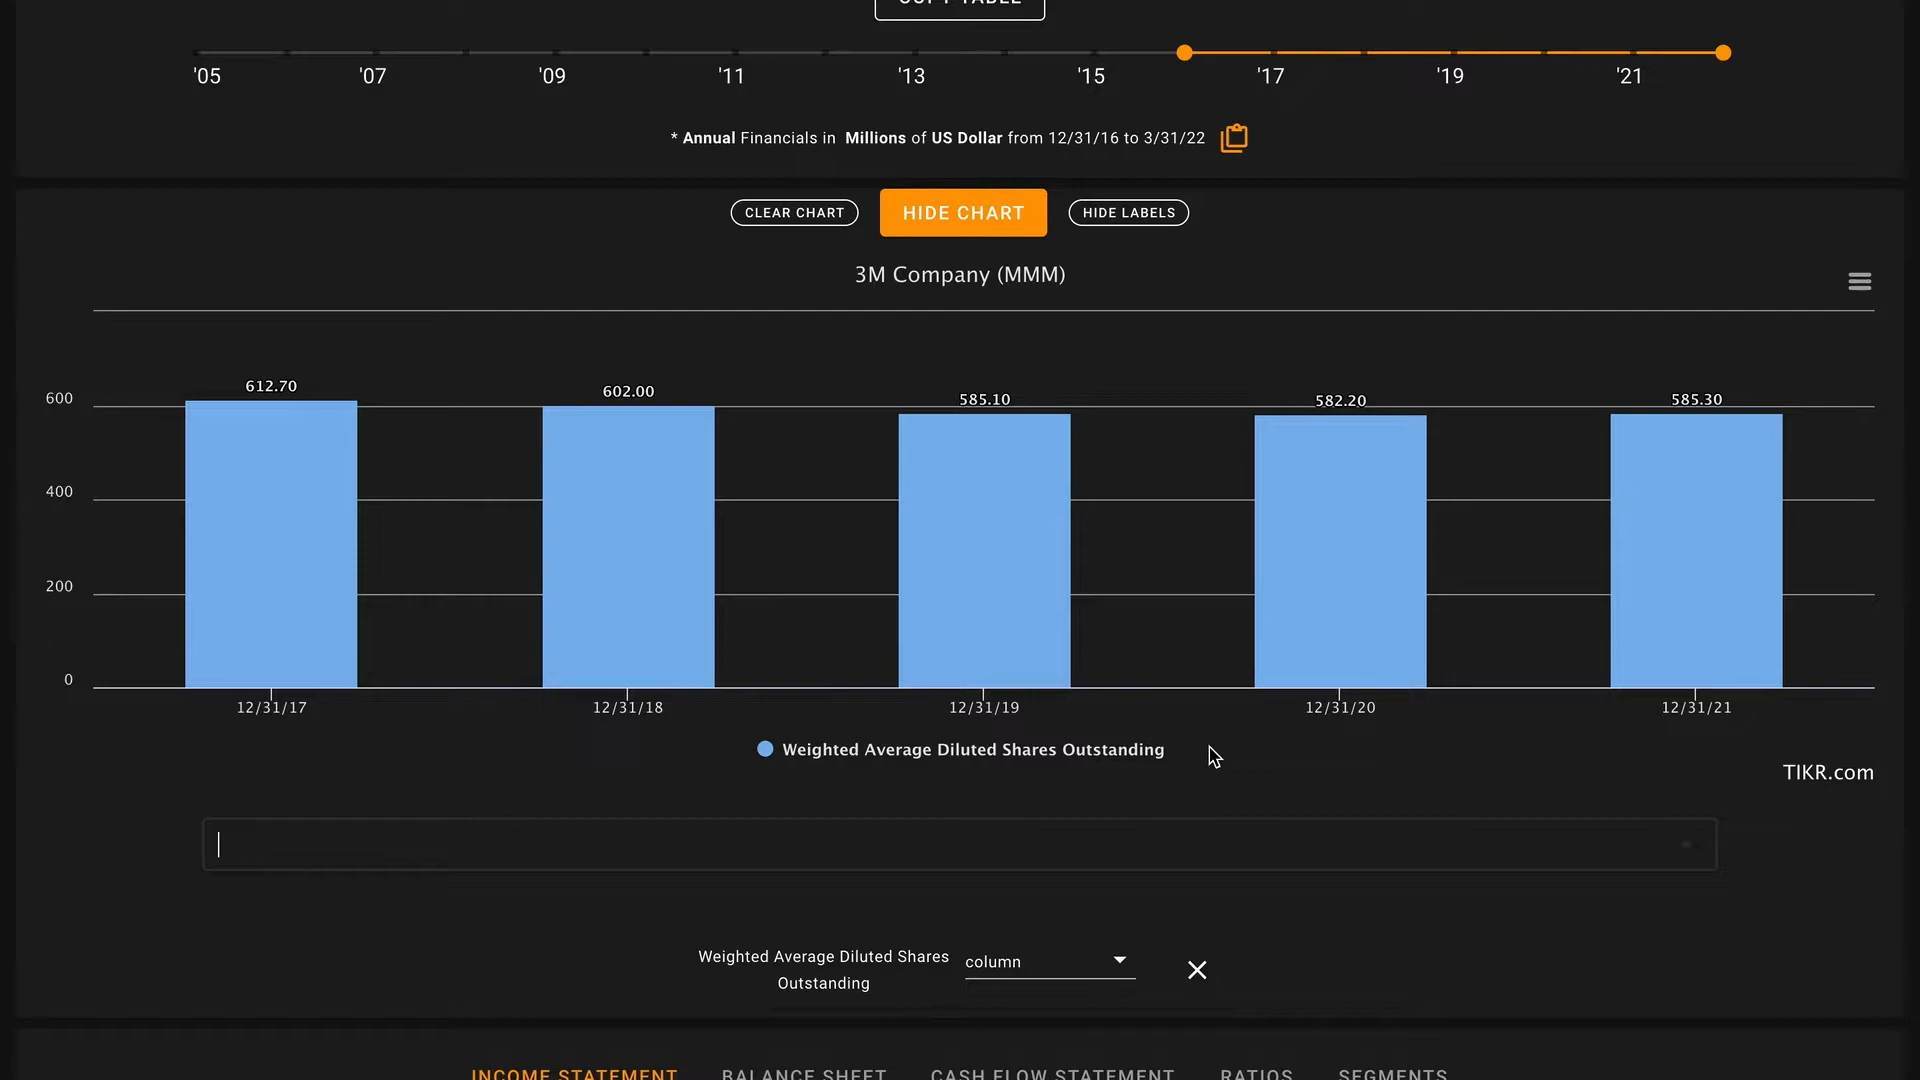 COPY TABLE
'05 '07 '09 '11 '13 '15 '17 '19 '21
* Annual Financials in Millions of US Dollar from 12/31/16 to 3/31/22
CLEAR CHART HIDE CHART HIDE LABELS
3M Company (MMM)
612.70 602.00 585.10 582.20 585.30
600
400
200
0
12/31/17 12/31/18 12/31/19 12/31/20 12/31/21
Weighted Average Diluted Shares Outstanding
TIKR.com
Weighted Average Diluted Shares
Outstanding
column
INCOME STATEMENT BALANCE SHEET CASH FLOW STATEMENT RATIOS SEGMENTS